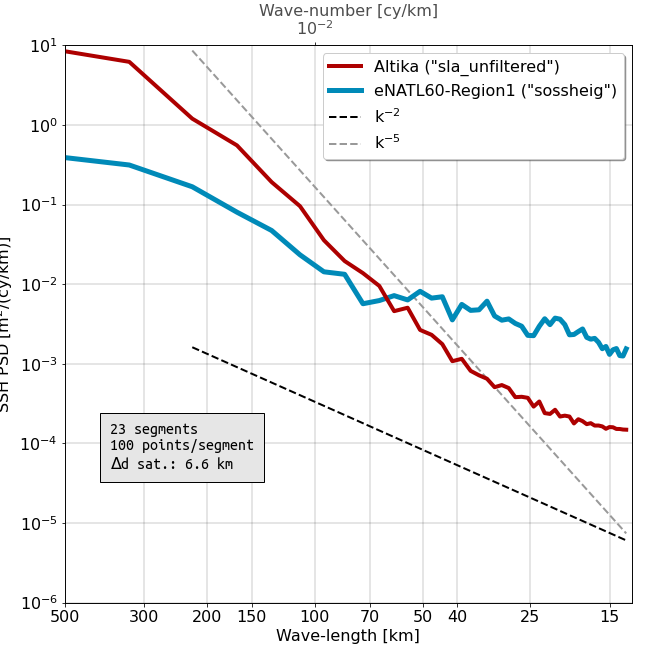 Wave-number [cy/km]
10⁻²
10¹
10⁰
10⁻¹
10⁻²
10⁻³
10⁻⁴
10⁻⁵
10⁻⁶
SSH PSD [m²/(cy/km)]
Altika ("sla_unfiltered")
eNATL60-Region1 ("sossheig")
k⁻²
k⁻⁵
23 segments
100 points/segment
Δd sat.: 6.6 km
500 300 200 150 100 70 50 40 25 15
Wave-length [km]